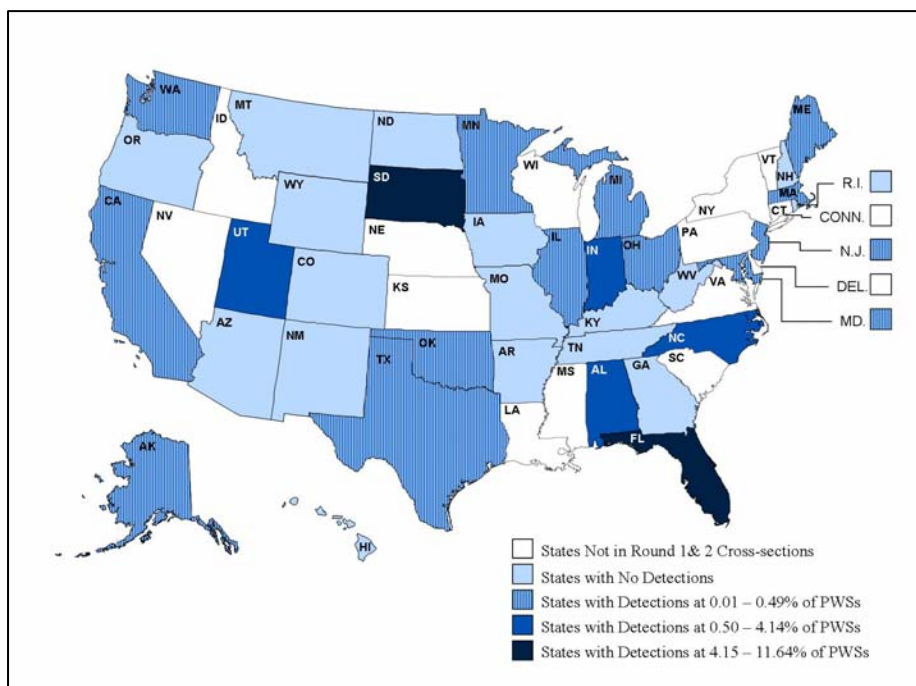 WA
MT
ND
MN
ME
ID
OR
VT
NH
WI
MI
SD
WY
MA
R.I.
NY
CT
CONN.
CA
NV
IA
NE
PA
N.J.
UT
IL
IN
OH
DEL.
CO
MO
WV
VA
KS
MD.
KY
AZ
NM
OK
TX
AR
TN
NC
SC
MS
AL
GA
LA
FL
AK
HI
States Not in Round 1& 2 Cross-sections
States with No Detections
States with Detections at 0.01 – 0.49% of PWSs
States with Detections at 0.50 – 4.14% of PWSs
States with Detections at 4.15 – 11.64% of PWSs